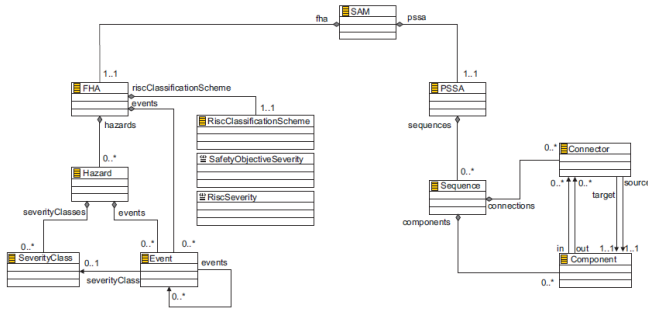 SAM
fha
pssa
1..1
1..1
FHA
riscClassificationScheme
events
PSSA
1..1
hazards
RiscClassificationScheme
sequences
0..*
SafetyObjectiveSeverity
0..*
Connector
Hazard
0..*
Sequence
0..*
0..*
source
RiscSeverity
target
severityClasses
events
connections
components
0..*
0..*
0..*
in
out
1..1
1..1
SeverityClass
0..1
Event
events
Component
severityClass
0..*
0..*